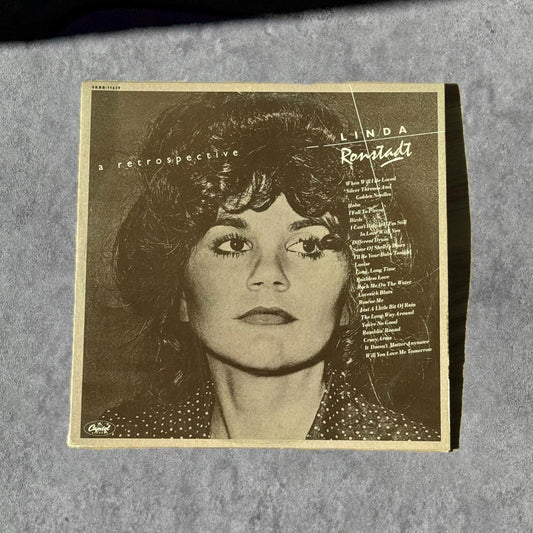 SKBB-11629
a retrospective
LINDA
Ronstadt
When Will I Be Loved
Silver Threads And
Golden Needles
Hobo
I Fall To Pieces
Birds
I Can't Help It If I'm Still
In Love With You
Different Drum
Some Of Shelly's Blues
I'll Be Your Baby Tonight
Louise
Long, Long Time
Faithless Love
Rock Me On The Water
Lovesick Blues
Rescue Me
Just A Little Bit Of Rain
The Long Way Around
You're No Good
Ramblin' Round
Crazy Arms
It Doesn't Matter Anymore
Will You Love Me Tomorrow
Capitol